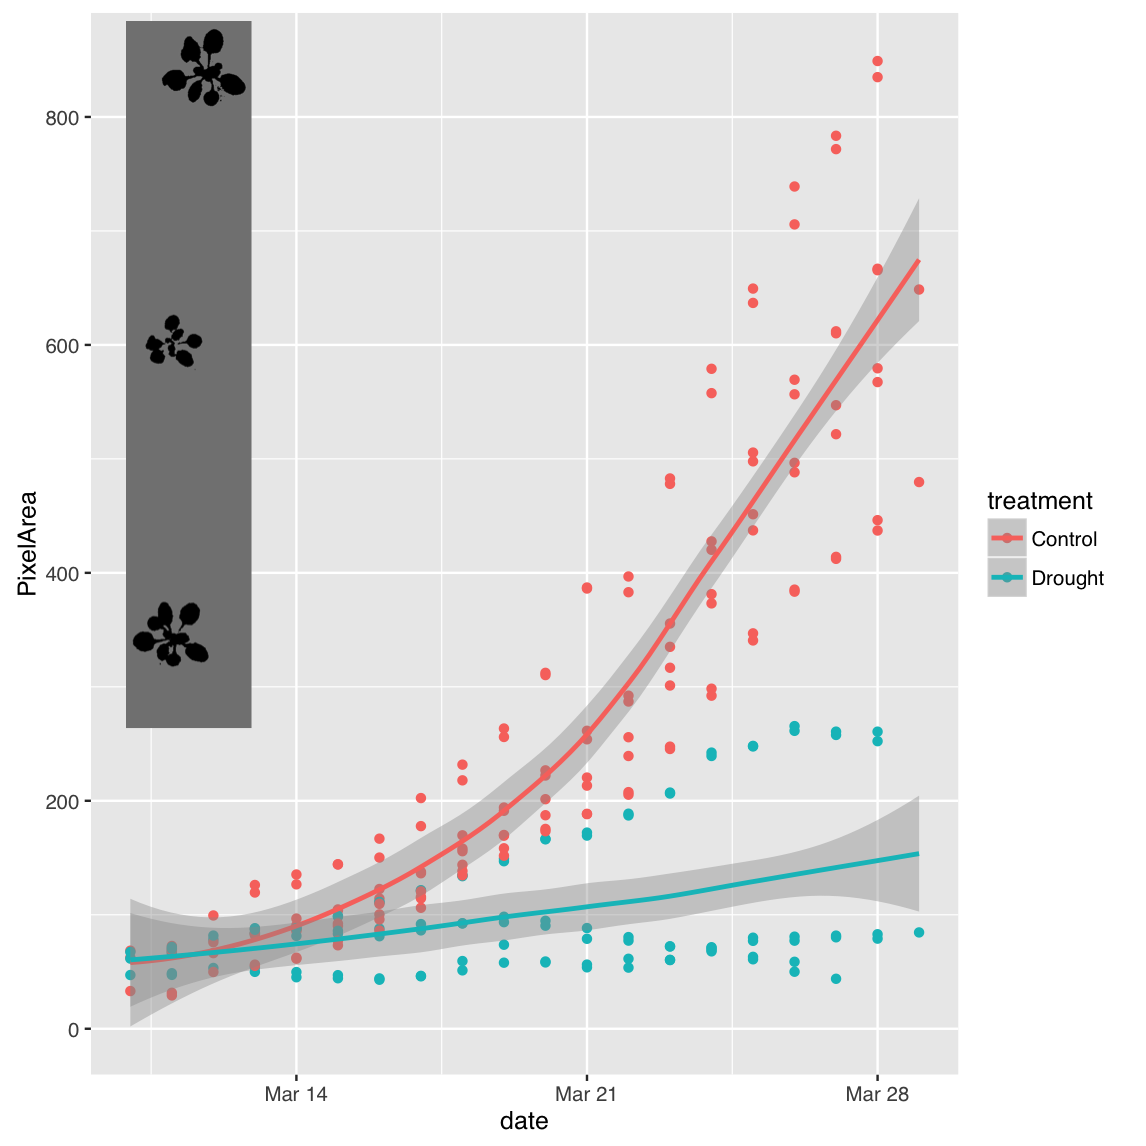 800
600
400
200
0
PixelArea
Mar 14
Mar 21
Mar 28
date
treatment
Control
Drought